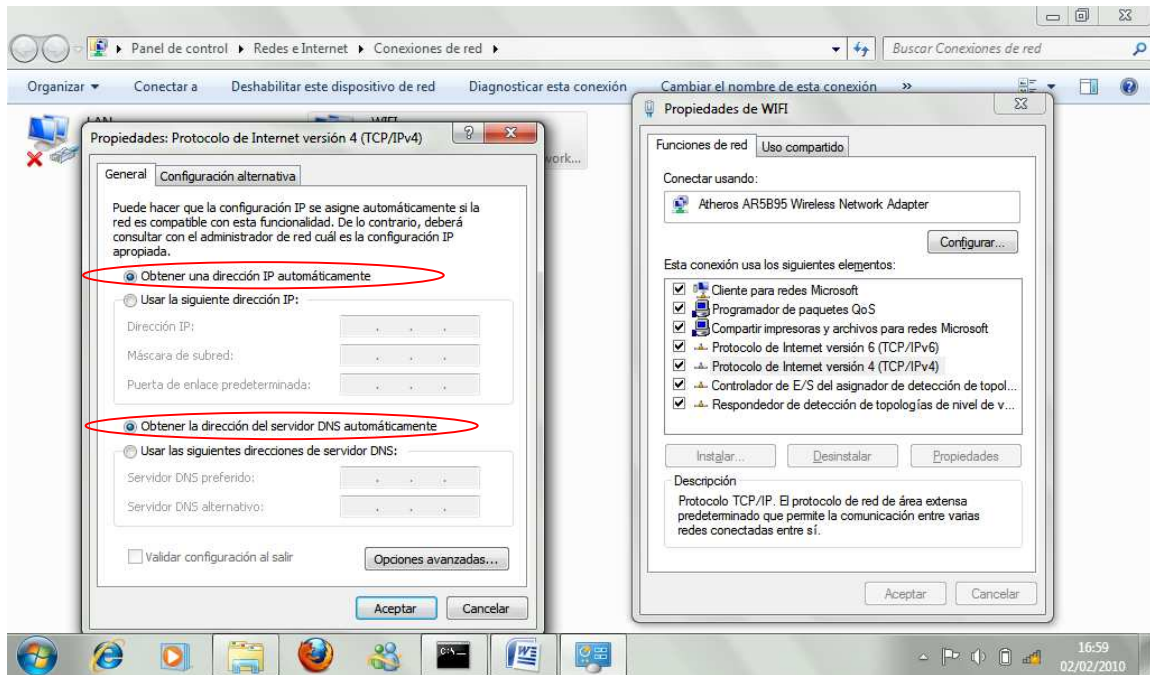 Panel de control ▸ Redes e Internet ▸ Conexiones de red ▸
Buscar Conexiones de red
Organizar
Conectar a
Deshabilitar este dispositivo de red
Diagnosticar esta conexión
Cambiar el nombre de esta conexión
»
LAN
WIFI
work...
Propiedades: Protocolo de Internet versión 4 (TCP/IPv4)
General
Configuración alternativa
Puede hacer que la configuración IP se asigne automáticamente si la
red es compatible con esta funcionalidad. De lo contrario, deberá
consultar con el administrador de red cuál es la configuración IP
apropiada.
Obtener una dirección IP automáticamente
Usar la siguiente dirección IP:
Dirección IP:
Máscara de subred:
Puerta de enlace predeterminada:
Obtener la dirección del servidor DNS automáticamente
Usar las siguientes direcciones de servidor DNS:
Servidor DNS preferido:
Servidor DNS alternativo:
Validar configuración al salir
Opciones avanzadas...
Aceptar
Cancelar
Propiedades de WIFI
Funciones de red
Uso compartido
Conectar usando:
Atheros AR5B95 Wireless Network Adapter
Configurar...
Esta conexión usa los siguientes elementos:
Cliente para redes Microsoft
Programador de paquetes QoS
Compartir impresoras y archivos para redes Microsoft
Protocolo de Internet versión 6 (TCP/IPv6)
Protocolo de Internet versión 4 (TCP/IPv4)
Controlador de E/S del asignador de detección de topol...
Respondedor de detección de topologías de nivel de v...
Instalar...
Desinstalar
Propiedades
Descripción
Protocolo TCP/IP. El protocolo de red de área extensa
predeterminado que permite la comunicación entre varias
redes conectadas entre sí.
Aceptar
Cancelar
C:\
16:59
02/02/2010